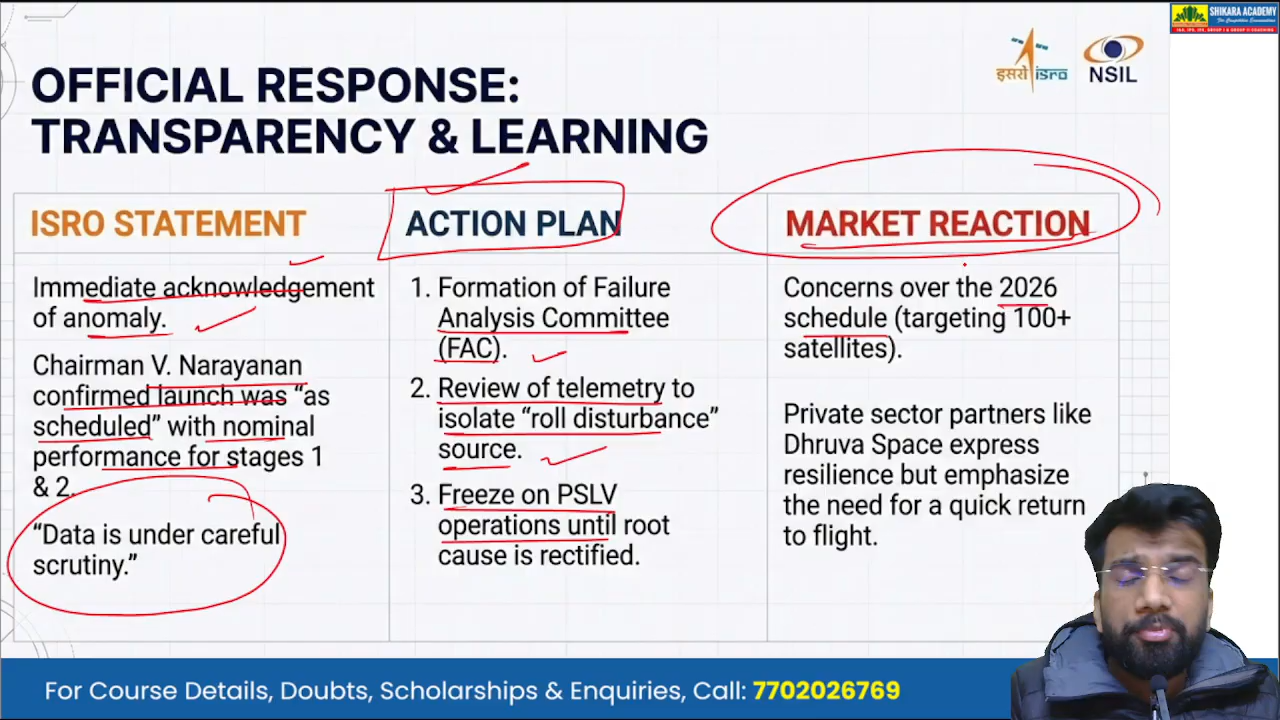 SHIKARA ACADEMY
इसरो isro
NSIL
OFFICIAL RESPONSE:
TRANSPARENCY & LEARNING
ISRO STATEMENT
Immediate acknowledgement
of anomaly.
Chairman V. Narayanan
confirmed launch was “as
scheduled” with nominal
performance for stages 1
& 2.
“Data is under careful
scrutiny.”
ACTION PLAN
1. Formation of Failure
Analysis Committee
(FAC).
2. Review of telemetry to
isolate “roll disturbance”
source.
3. Freeze on PSLV
operations until root
cause is rectified.
MARKET REACTION
Concerns over the 2026
schedule (targeting 100+
satellites).
Private sector partners like
Dhruva Space express
resilience but emphasize
the need for a quick return
to flight.
For Course Details, Doubts, Scholarships & Enquiries, Call: 7702026769